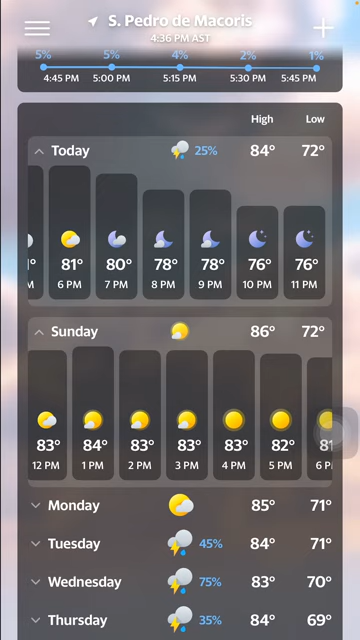 S. Pedro de Macoris
4:36 PM AST
5% 5% 4% 2% 1%
4:45 PM 5:00 PM 5:15 PM 5:30 PM 5:45 PM
High Low
Today 25% 84° 72°
81° 80° 78° 78° 76° 76°
6 PM 7 PM 8 PM 9 PM 10 PM 11 PM
Sunday 86° 72°
83° 84° 83° 83° 83° 82° 81
12 PM 1 PM 2 PM 3 PM 4 PM 5 PM 6 P
Monday 85° 71°
Tuesday 45% 84° 71°
Wednesday 75% 83° 70°
Thursday 35% 84° 69°